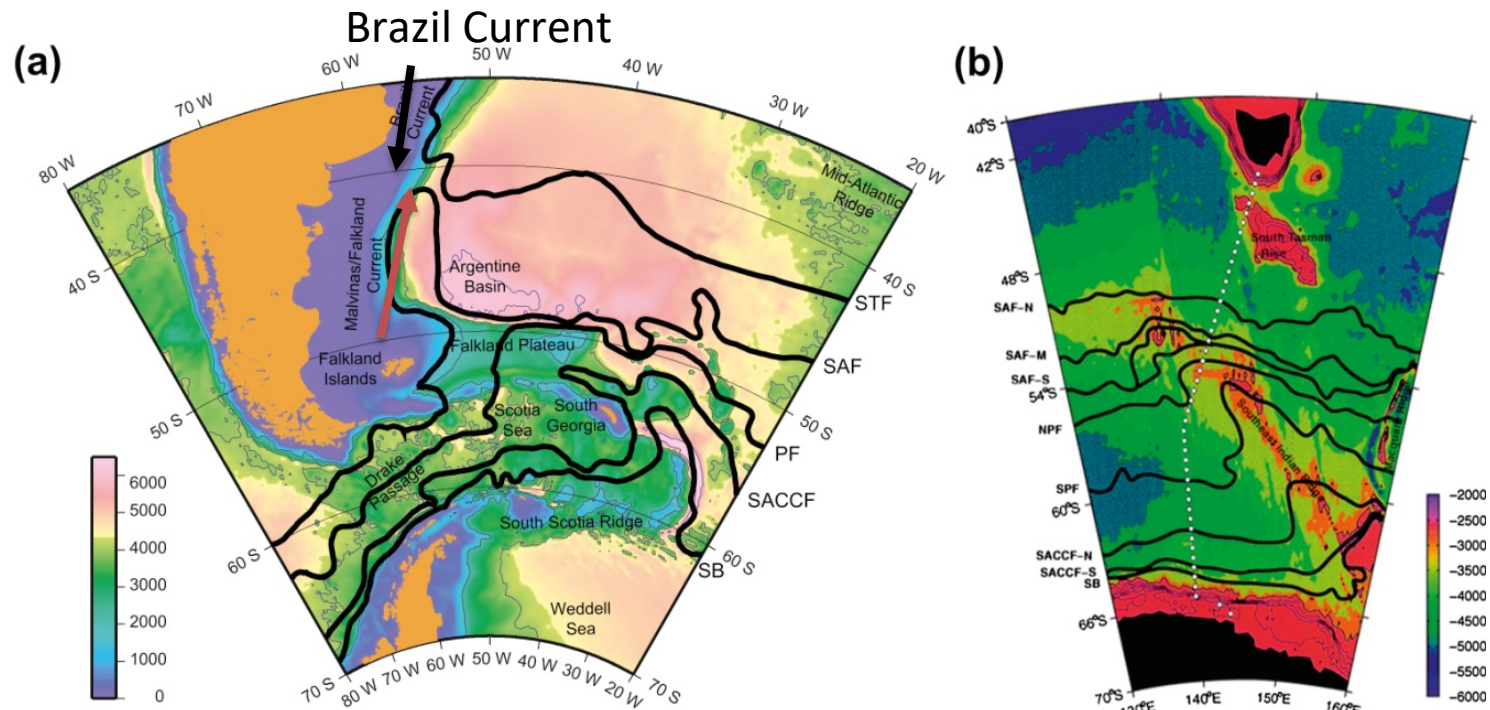 Brazil Current
(a)
50 W
60 W
40 W
70 W
30 W
80 W
20 W
Current
Mid-Atlantic
Ridge
Malvinas/Falkland
Current
40 S
Argentine
Basin
40 S
STF
Falkland Plateau
SAF
Falkland
Islands
50 S
Scotia
Sea
South
Georgia
50 S
PF
Drake
Passage
SACCF
South Scotia Ridge
60 S
60 S
SB
Weddell
Sea
6000
5000
4000
3000
2000
1000
0
70 S
80 W
70 W
60 W
50 W
40 W
30 W
20 W
70 S
(b)
40°S
42°S
South Tasman
Rise
48°S
SAF-N
SAF-M
SAF-S
54°S
NPF
Southeast Indian Ridge
SPF
60°S
SACCF-N
SACCF-S
SB
66°S
70°S
130°E
140°E
150°E
160°E
-2000
-2500
-3000
-3500
-4000
-4500
-5000
-5500
-6000